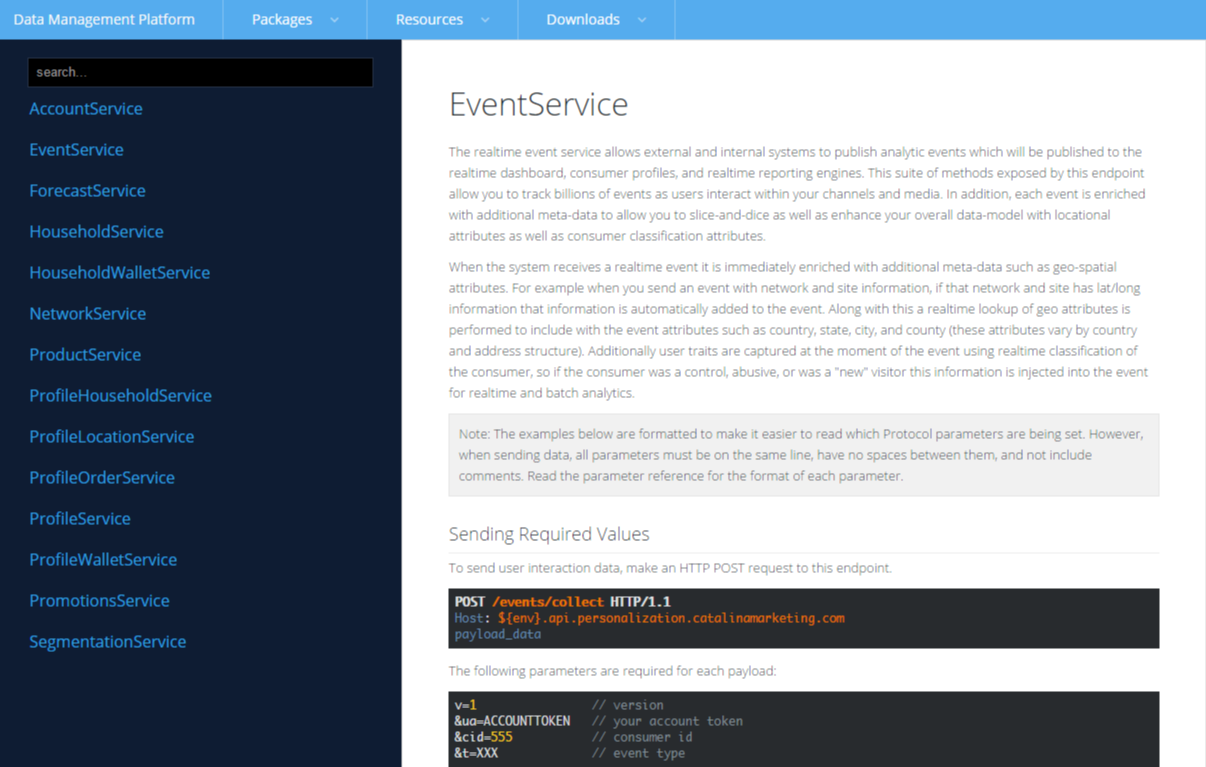 Data Management Platform Packages Resources Downloads
search...
AccountService
EventService
ForecastService
HouseholdService
HouseholdWalletService
NetworkService
ProductService
ProfileHouseholdService
ProfileLocationService
ProfileOrderService
ProfileService
ProfileWalletService
PromotionsService
SegmentationService
EventService
The realtime event service allows external and internal systems to publish analytic events which will be published to the
realtime dashboard, consumer profiles, and realtime reporting engines. This suite of methods exposed by this endpoint
allow you to track billions of events as users interact within your channels and media. In addition, each event is enriched
with additional meta-data to allow you to slice-and-dice as well as enhance your overall data-model with locational
attributes as well as consumer classification attributes.
When the system receives a realtime event it is immediately enriched with additional meta-data such as geo-spatial
attributes. For example when you send an event with network and site information, if that network and site has lat/long
information that information is automatically added to the event. Along with this a realtime lookup of geo attributes is
performed to include with the event attributes such as country, state, city, and county (these attributes vary by country
and address structure). Additionally user traits are captured at the moment of the event using realtime classification of
the consumer, so if the consumer was a control, abusive, or was a "new" visitor this information is injected into the event
for realtime and batch analytics.
Note: The examples below are formatted to make it easier to read which Protocol parameters are being set. However,
when sending data, all parameters must be on the same line, have no spaces between them, and not include
comments. Read the parameter reference for the format of each parameter.
Sending Required Values
To send user interaction data, make an HTTP POST request to this endpoint.
POST /events/collect HTTP/1.1
Host: ${env}.api.personalization.catalinamarketing.com
payload_data
The following parameters are required for each payload:
v=1 // version
&ua=ACCOUNTTOKEN // your account token
&cid=555 // consumer id
&t=XXX // event type